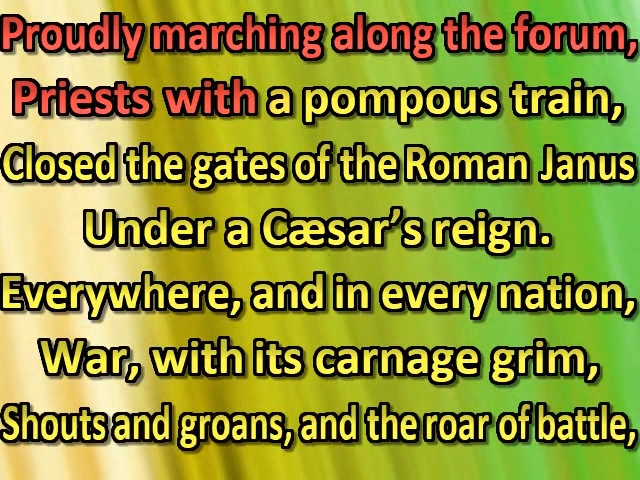 Proudly marching along the forum,
Priests with a pompous train,
Closed the gates of the Roman Janus
Under a Cæsar’s reign.
Everywhere, and in every nation,
War, with its carnage grim,
Shouts and groans, and the roar of battle,